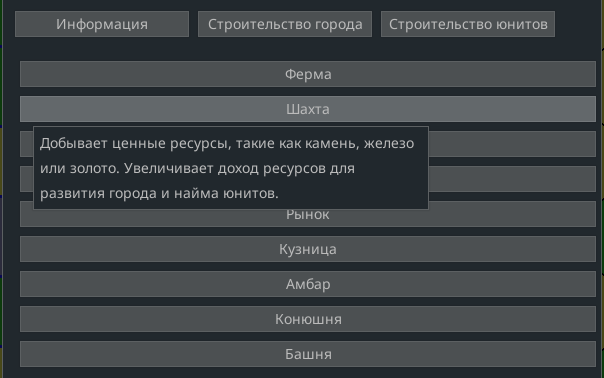 Информация
Строительство города
Строительство юнитов
Ферма
Шахта
Добывает ценные ресурсы, такие как камень, железо
или золото. Увеличивает доход ресурсов для
развития города и найма юнитов.
Рынок
Кузница
Амбар
Конюшня
Башня